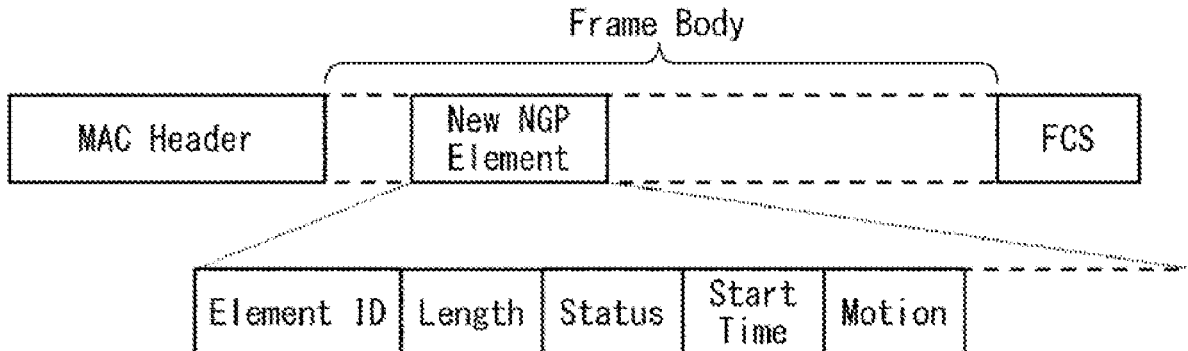 Frame Body
MAC Header
New NGP
Element
FCS
Element ID
Length
Status
Start
Time
Motion